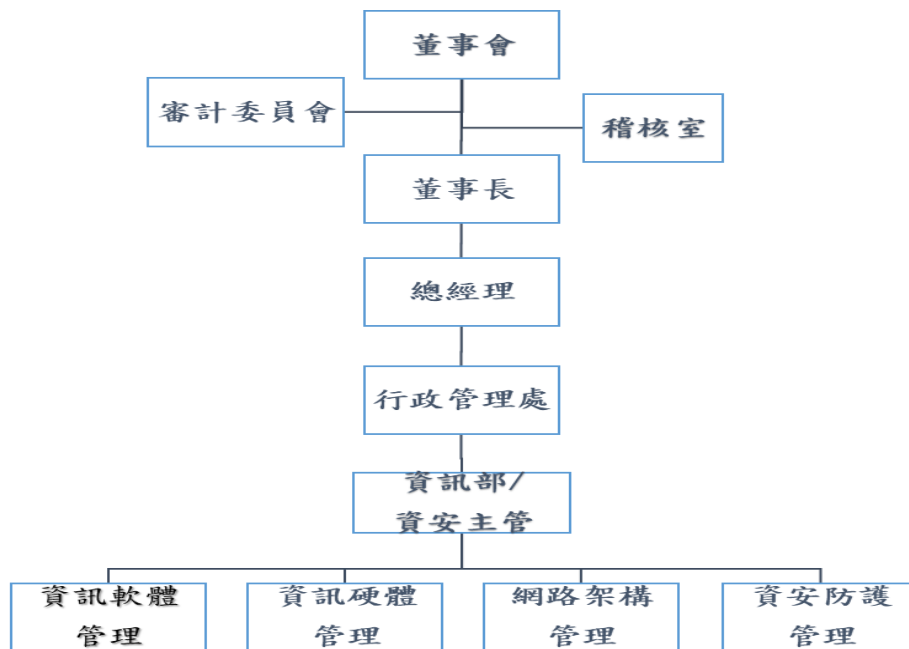 董事會
審計委員會
稽核室
董事長
總經理
行政管理處
資訊部/
資安主管
資訊軟體
管理
資訊硬體
管理
網路架構
管理
資安防護
管理